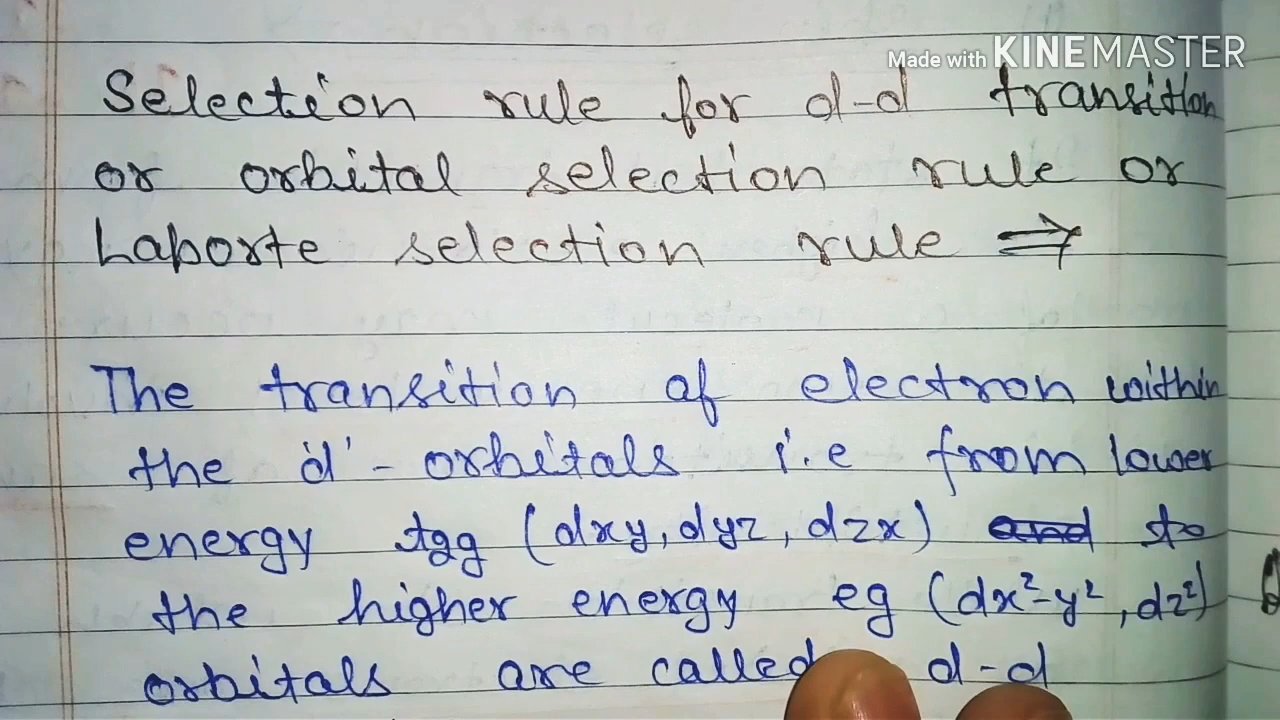 Made with KINEMASTER
Selection rule for d-d transition
or orbital selection rule or
Laporte selection rule ⇒
The transition of electron within
the 'd' - orbitals i.e from lower
energy t2g (dxy, dyz, dzx) and to
the higher energy eg (dx²-y², dz²)
orbitals are called d-d